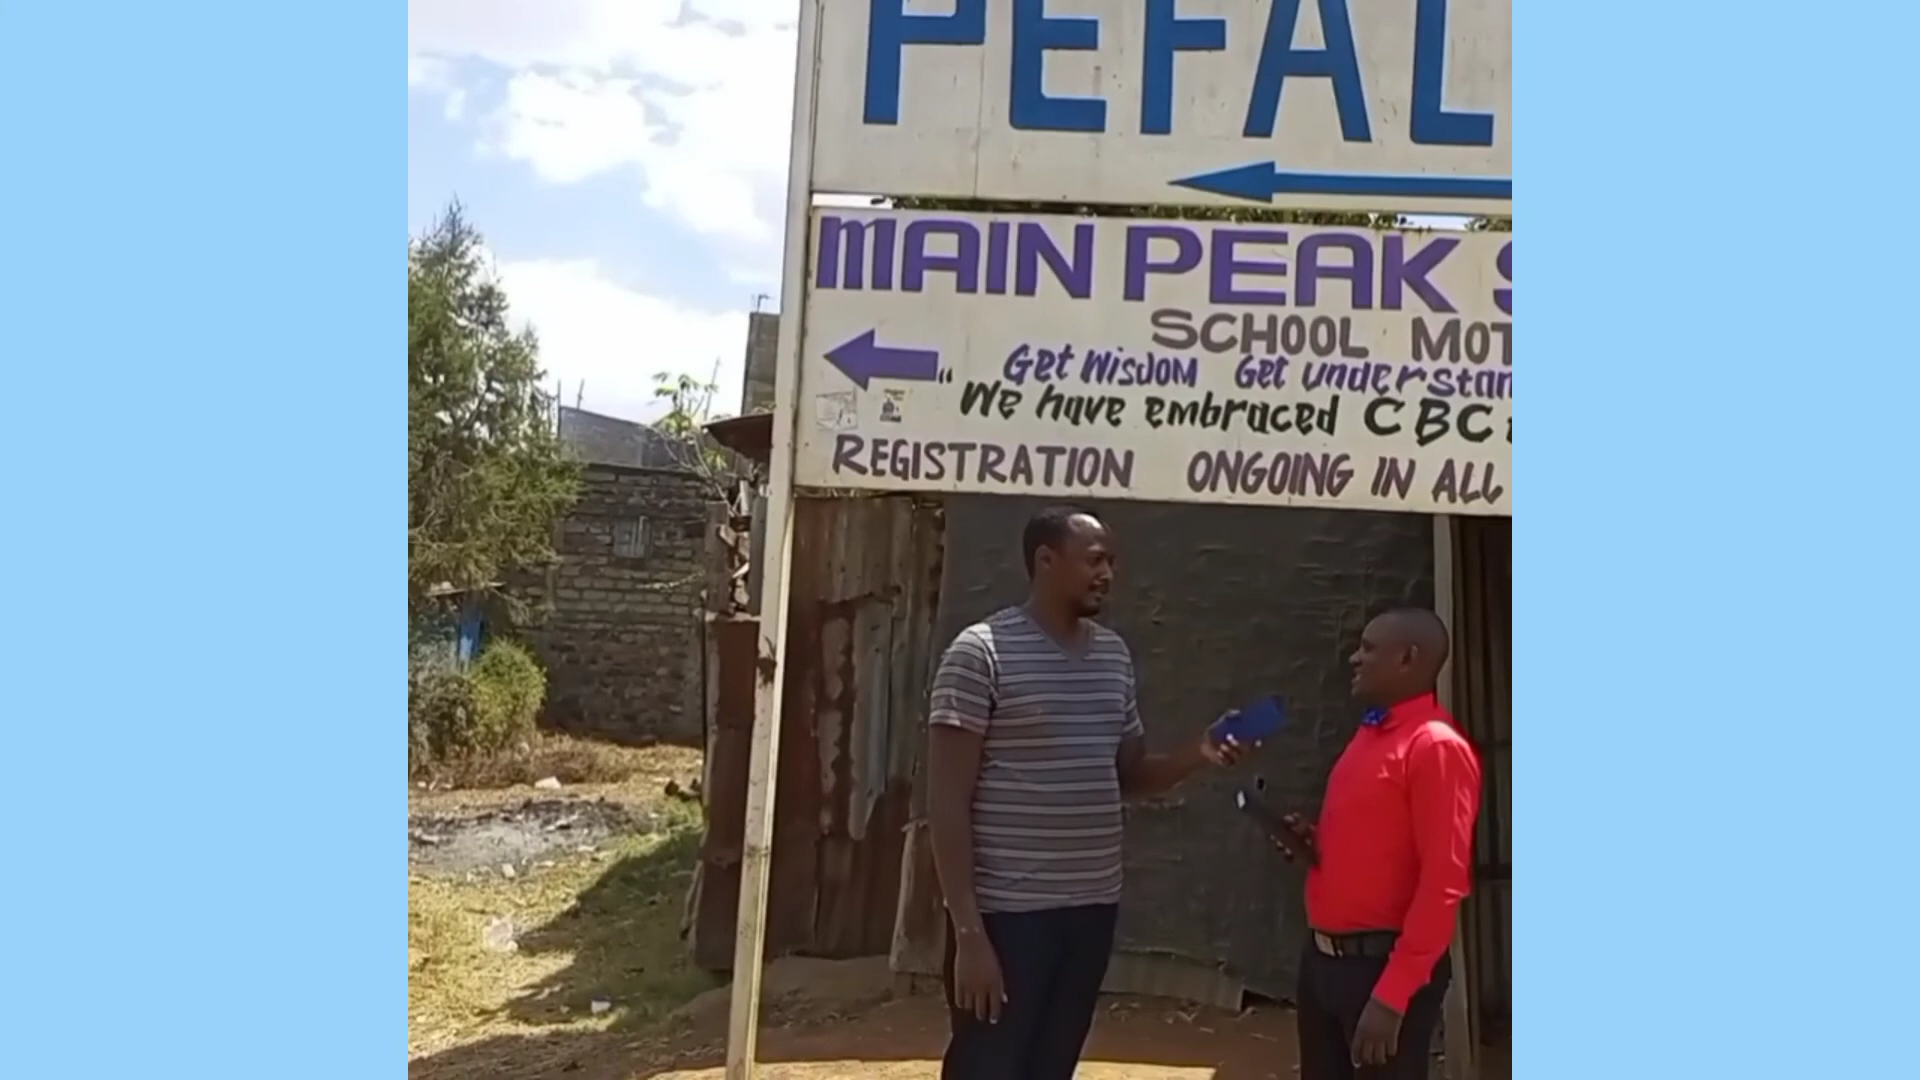 PEFAL
MAIN PEAK S
SCHOOL MOT
Get Wisdom Get understan
"We have embraced CBC
REGISTRATION ONGOING IN ALL